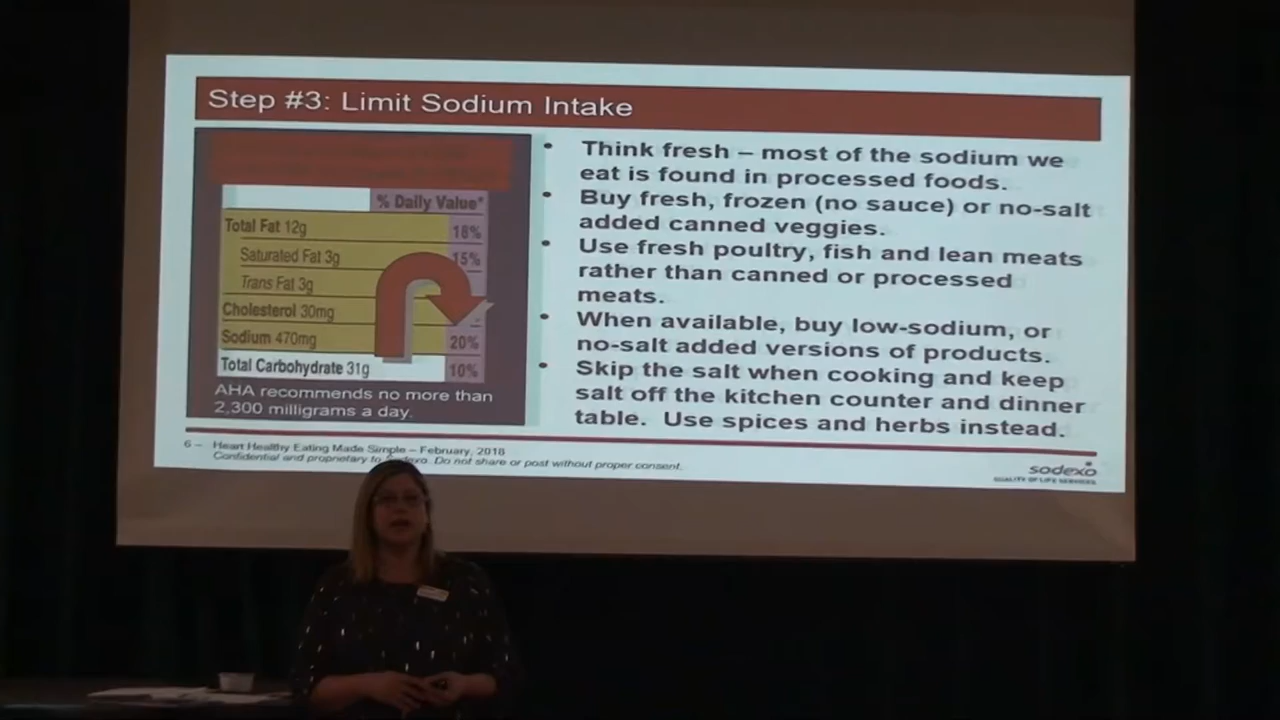 Step #3: Limit Sodium Intake
% Daily Value*
Total Fat 12g 18%
Saturated Fat 3g 15%
Trans Fat 3g
Cholesterol 30mg
Sodium 470mg 20%
Total Carbohydrate 31g 10%
AHA recommends no more than
2,300 milligrams a day.
• Think fresh – most of the sodium we
eat is found in processed foods.
• Buy fresh, frozen (no sauce) or no-salt
added canned veggies.
• Use fresh poultry, fish and lean meats
rather than canned or processed
meats.
• When available, buy low-sodium, or
no-salt added versions of products.
• Skip the salt when cooking and keep
salt off the kitchen counter and dinner
table. Use spices and herbs instead.
6 – Heart Healthy Eating Made Simple – February, 2018
Confidential and proprietary to Sodexo. Do not share or post without proper consent.
sodexo
QUALITY OF LIFE SERVICES